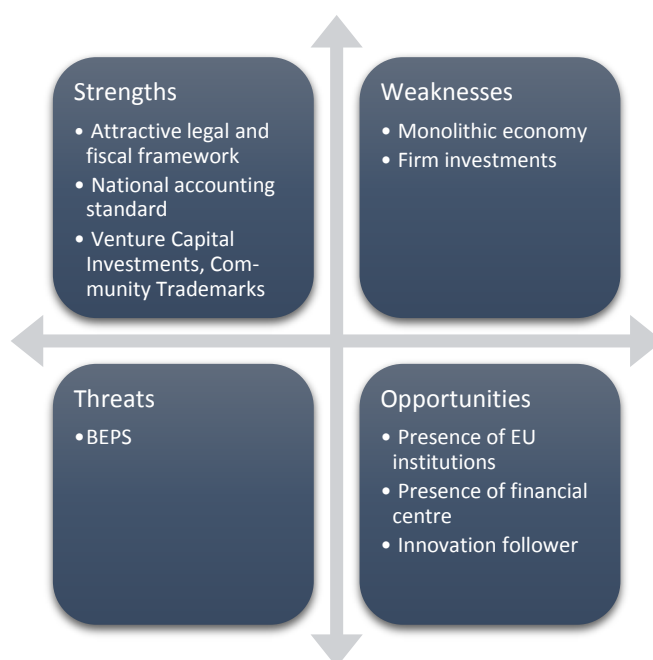 Strengths
• Attractive legal and
fiscal framework
• National accounting
standard
• Venture Capital
Investments, Com-
munity Trademarks
Weaknesses
• Monolithic economy
• Firm investments
Threats
•BEPS
Opportunities
• Presence of EU
institutions
• Presence of financial
centre
• Innovation follower